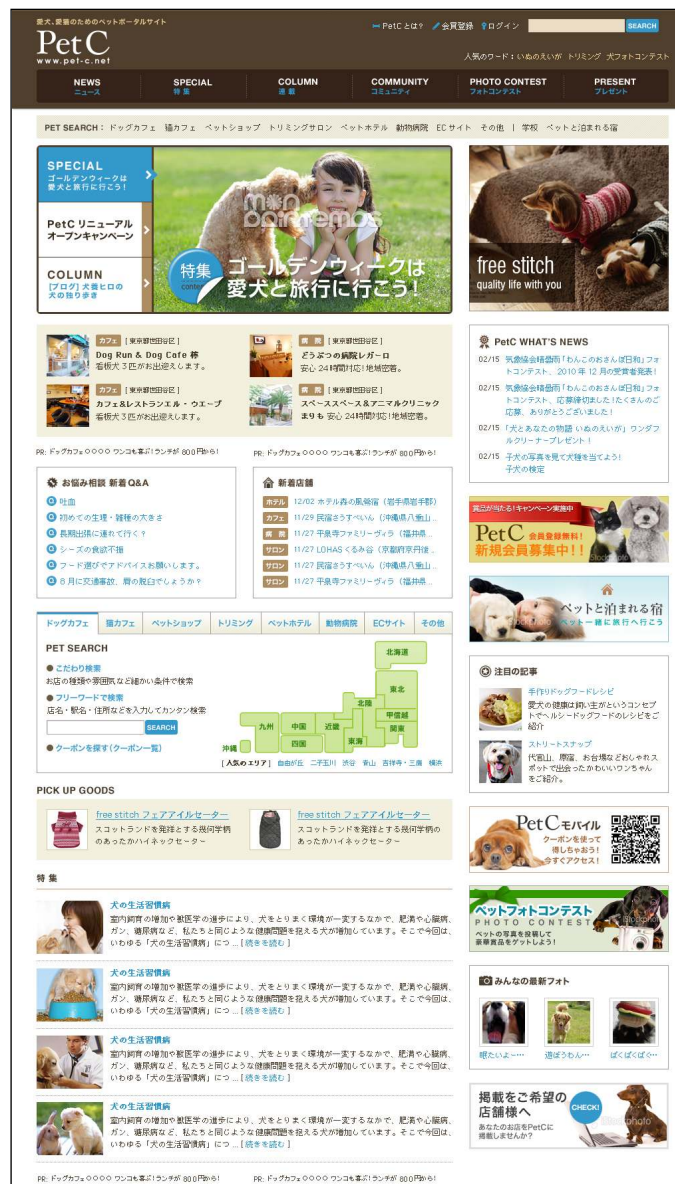 愛犬、愛猫のためのペットポータルサイト
PetC
www.pet-c.net
PetCとは? 会員登録 ログイン SEARCH
人気のワード：いぬのえいが トリミング 犬フォトコンテスト
NEWS SPECIAL COLUMN COMMUNITY PHOTO CONTEST PRESENT
ニュース 特集 連載 コミュニティ フォトコンテスト プレゼント
PET SEARCH： ドッグカフェ 猫カフェ ペットショップ トリミングサロン ペットホテル 動物病院 ECサイト その他 | 学校 ペットと泊まれる宿
SPECIAL
ゴールデンウィークは
愛犬と旅行に行こう!
PetC リニューアル
オープンキャンペーン
COLUMN
[ブログ] 犬養ヒロの
犬の独り歩き
特集
ゴールデンウィークは
愛犬と旅行に行こう!
free stitch
quality life with you
カフェ [東京都世田谷区]
Dog Run & Dog Cafe 棒
看板犬3匹がお出迎えします。
病 院 [東京都世田谷区]
どうぶつの病院レガーロ
安心24時間対応!地域密着。
カフェ [東京都世田谷区]
カフェ&レストランエル・ウエーブ
看板犬3匹がお出迎えします。
病 院 [東京都世田谷区]
スペーススペース&アニマルクリニック
まりも 安心24時間対応!地域密着。
PR: ドッグカフェ○○○○ ワンコも喜ぶ!ランチが 800円から!
PR: ドッグカフェ○○○○ ワンコも喜ぶ!ランチが 800円から!
PetC WHAT'S NEWS
02/15 気象協会晴曇雨「わんこのおさんぽ日和」フォ
トコンテスト、2010年12月の受賞者発表!
02/15 気象協会晴曇雨「わんこのおさんぽ日和」フォ
トコンテスト、応募締切ました!たくさんのご
応募、ありがとうございました!
02/15 「犬とあなたの物語 いぬのえいが」ワンダフ
ルクリーナープレゼント!
02/15 子犬の写真を見て犬種を当てよう!
子犬の検定
お悩み相談 新着Q&A
吐血
初めての生理・雑種の大きさ
長期出張に連れて行く?
シーズの食欲不振
フード選びでアドバイスお願いします。
8月に交通事故、肩の脱臼でしょうか?
新着店舗
ホテル 12/02 ホテル森の風鶯宿（岩手県岩手郡）
カフェ 11/29 民宿さうすぺいん（沖縄県八重山...
病 院 11/27 平泉寺ファミリーヴィラ（福井県...
サロン 11/27 LOHASくるみ谷（京都府京丹後...
サロン 11/27 平泉寺ファミリーヴィラ（福井県...
賞品が当たる!キャンペーン実施中
PetC 会員登録無料!
新規会員募集中!!
ペットと泊まれる宿
ペット一緒に旅行へ行こう
ドッグカフェ 猫カフェ ペットショップ トリミング ペットホテル 動物病院 ECサイト その他
PET SEARCH
こだわり検索
お店の種類や雰囲気など細かい条件で検索
フリーワードで検索
店名・駅名・住所などを入力してカンタン検索
SEARCH
クーポンを探す(クーポン一覧)
北海道
東北
北陸
甲信越
関東
九州 中国 近畿
四国 東海
沖縄
[人気のエリア] 自由が丘 二子玉川 渋谷 青山 吉祥寺・三鷹 横浜
注目の記事
手作りドッグフードレシピ
愛犬の健康は飼い主がというコンセプ
トでヘルシードッグフードのレシピをご
紹介
ストリートスナップ
代官山、原宿、お台場などおしゃれス
ポットで出会ったかわいいワンちゃん
をご紹介。
PICK UP GOODS
free stitch フェアアイルセーター
スコットランドを発祥とする幾何学柄
のあったかハイネックセーター
free stitch フェアアイルセーター
スコットランドを発祥とする幾何学柄の
あったかハイネックセーター
PetCモバイル
クーポンを使って
得しちゃおう!
今すぐアクセス!
特集
犬の生活習慣病
室内飼育の増加や獣医学の進歩により、犬をとりまく環境が一変するなかで、肥満や心臓病、
ガン、糖尿病など、私たちと同じような健康問題を抱える犬が増加しています。そこで今回は、
いわゆる「犬の生活習慣病」につ ... [続きを読む]
犬の生活習慣病
室内飼育の増加や獣医学の進歩により、犬をとりまく環境が一変するなかで、肥満や心臓病、
ガン、糖尿病など、私たちと同じような健康問題を抱える犬が増加しています。そこで今回は、
いわゆる「犬の生活習慣病」につ ... [続きを読む]
犬の生活習慣病
室内飼育の増加や獣医学の進歩により、犬をとりまく環境が一変するなかで、肥満や心臓病、
ガン、糖尿病など、私たちと同じような健康問題を抱える犬が増加しています。そこで今回は、
いわゆる「犬の生活習慣病」につ ... [続きを読む]
犬の生活習慣病
室内飼育の増加や獣医学の進歩により、犬をとりまく環境が一変するなかで、肥満や心臓病、
ガン、糖尿病など、私たちと同じような健康問題を抱える犬が増加しています。そこで今回は、
いわゆる「犬の生活習慣病」につ ... [続きを読む]
ペットフォトコンテスト
PHOTO CONTEST
ペットの写真を投稿して
豪華賞品をゲットしよう!
みんなの最新フォト
眠たいよ~… 遊ぼうわん… ぱくぱくぱく…
掲載をご希望の
店舗様へ
CHECK!
あなたのお店をPetCに
掲載しませんか?
PR: ドッグカフェ○○○○ ワンコも喜ぶ!ランチが 800円から!
PR: ドッグカフェ○○○○ ワンコも喜ぶ!ランチが 800円から!